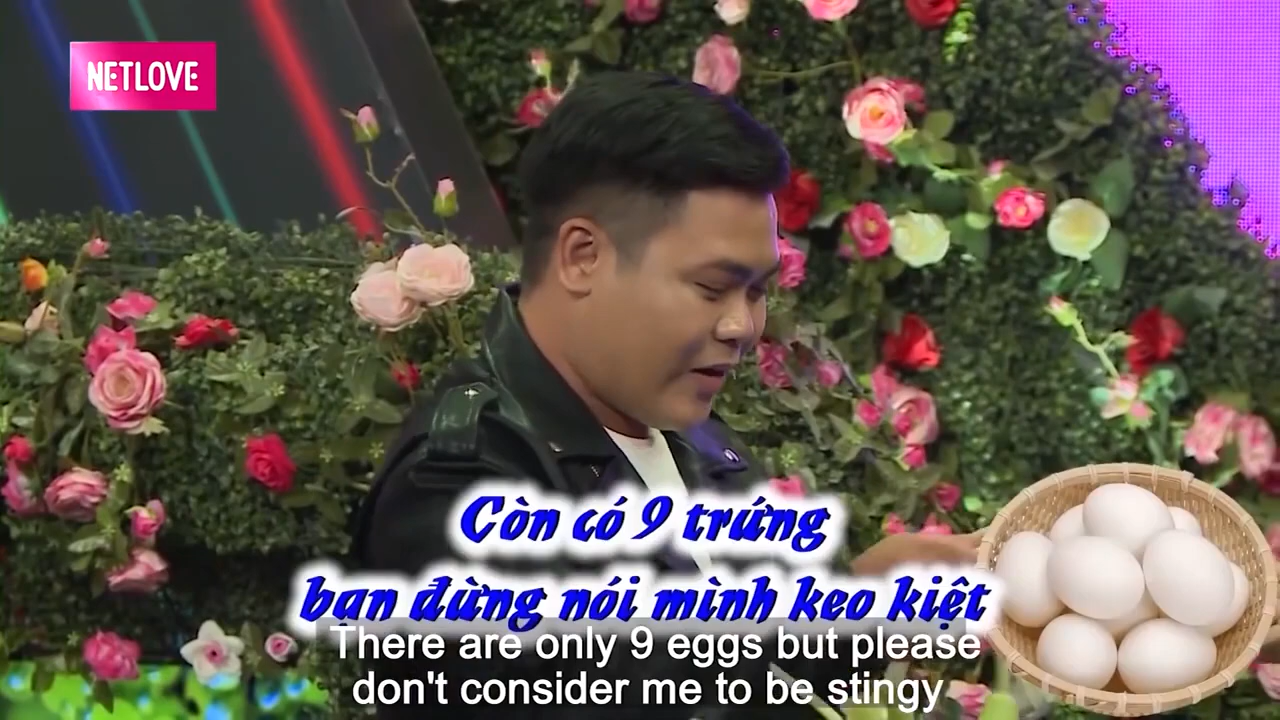 NETLOVE
Còn có 9 trứng
bạn đừng nói mình keo kiệt
There are only 9 eggs but please
don't consider me to be stingy